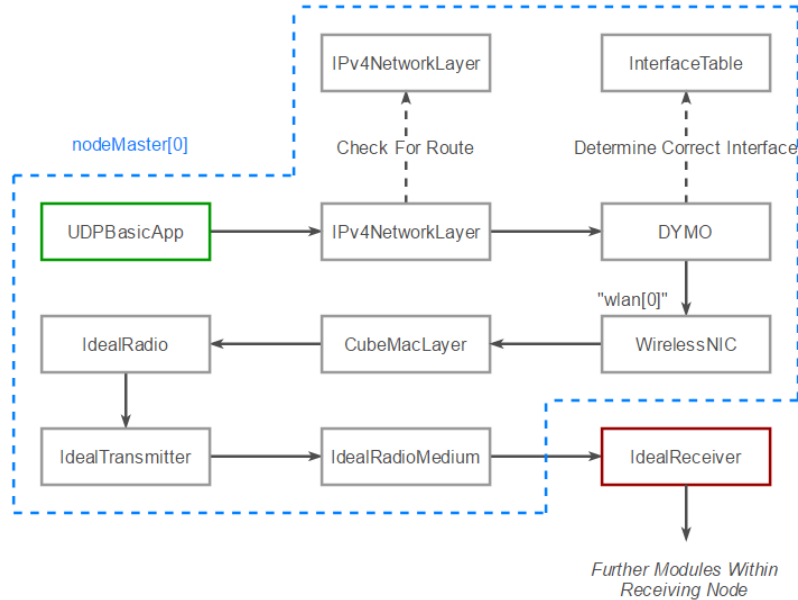 IPv4NetworkLayer
InterfaceTable
nodeMaster[0]
Check For Route
Determine Correct Interface
UDPBasicApp
IPv4NetworkLayer
DYMO
"wlan[0]"
IdealRadio
CubeMacLayer
WirelessNIC
IdealTransmitter
IdealRadioMedium
IdealReceiver
Further Modules Within
Receiving Node